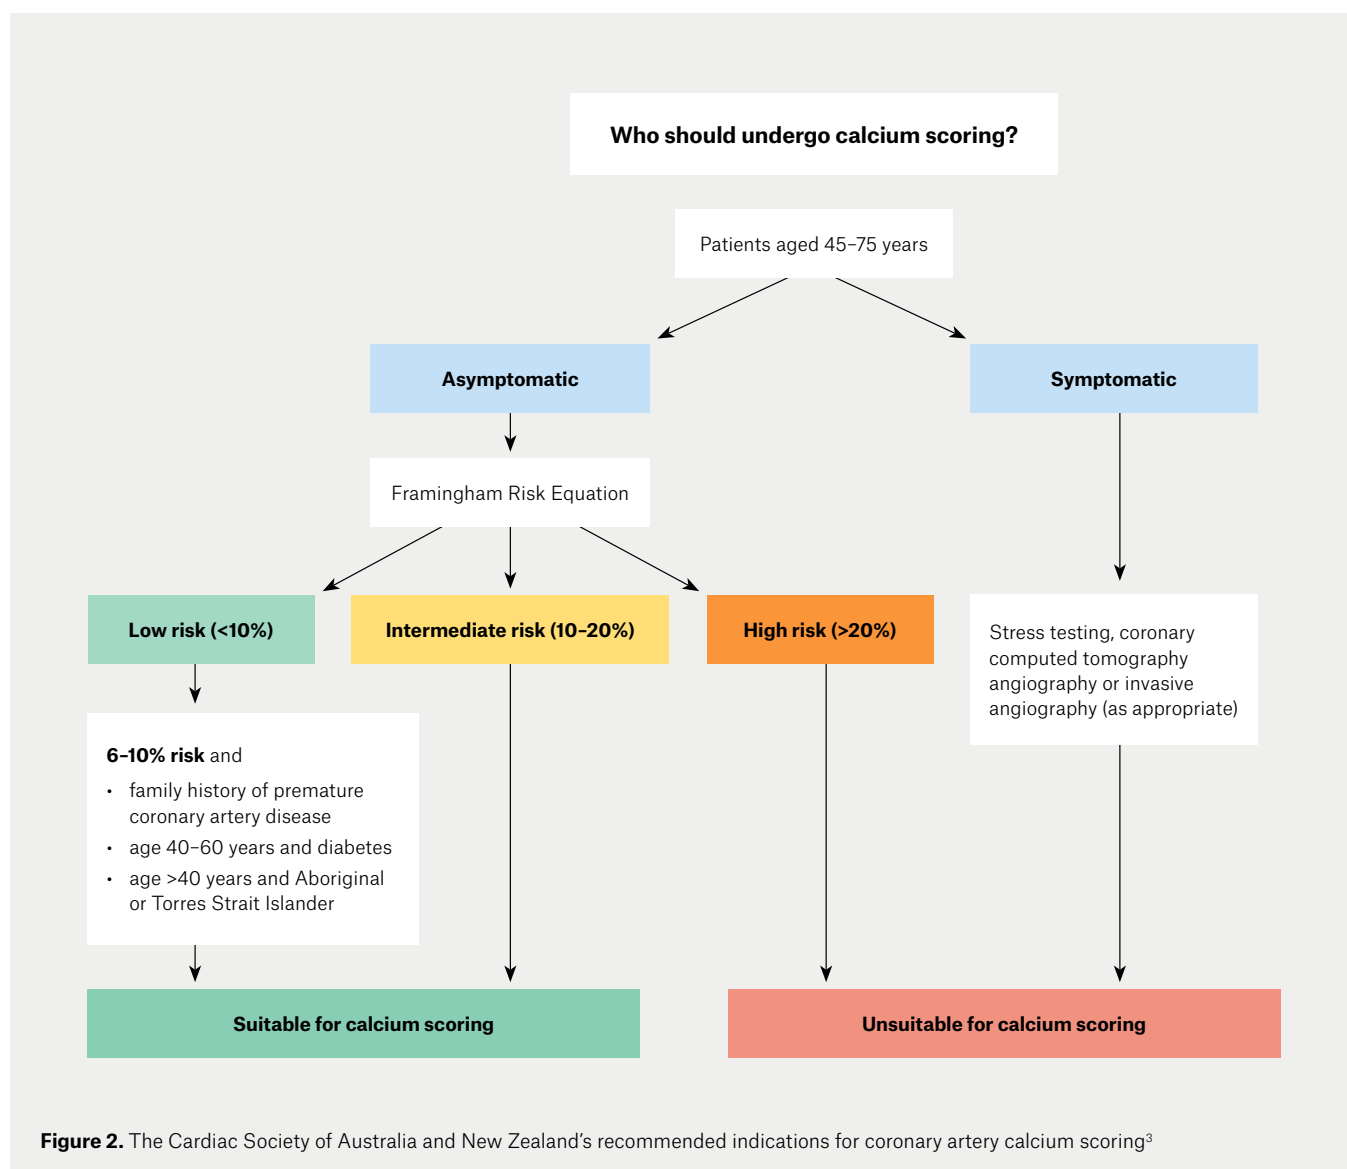 Who should undergo calcium scoring?
Patients aged 45–75 years
Asymptomatic
Symptomatic
Framingham Risk Equation
Low risk (<10%)
Intermediate risk (10–20%)
High risk (>20%)
Stress testing, coronary
computed tomography
angiography or invasive
angiography (as appropriate)
6–10% risk and
• family history of premature
coronary artery disease
• age 40–60 years and diabetes
• age >40 years and Aboriginal
or Torres Strait Islander
Suitable for calcium scoring
Unsuitable for calcium scoring
Figure 2. The Cardiac Society of Australia and New Zealand’s recommended indications for coronary artery calcium scoring³